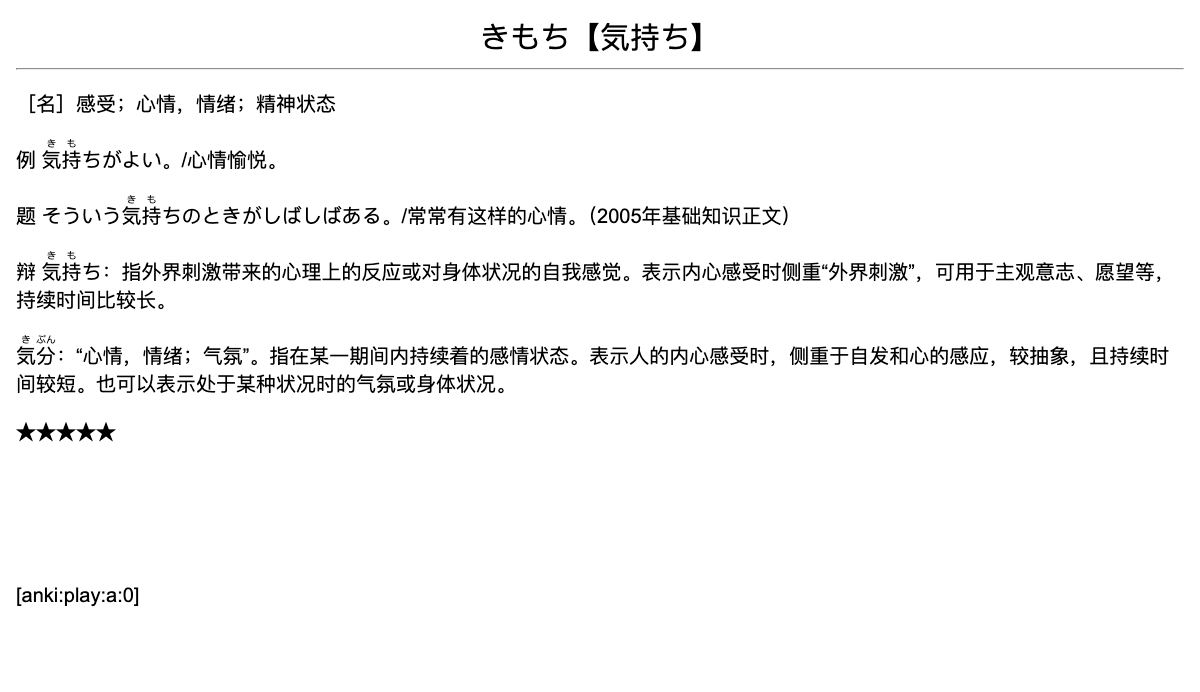 きもち【気持ち】
［名］感受；心情，情绪；精神状态
き も
例 気持ちがよい。/心情愉悦。
き も
题 そういう気持ちのときがしばしばある。/常常有这样的心情。（2005年基础知识正文）
き も
辩 気持ち：指外界刺激带来的心理上的反应或对身体状况的自我感觉。表示内心感受时侧重“外界刺激”，可用于主观意志、愿望等，
持续时间比较长。
き ぶん
気分：“心情，情绪；气氛”。指在某一期间内持续着的感情状态。表示人的内心感受时，侧重于自发和心的感应，较抽象，且持续时
间较短。也可以表示处于某种状况时的气氛或身体状况。
★★★★★
[anki:play:a:0]